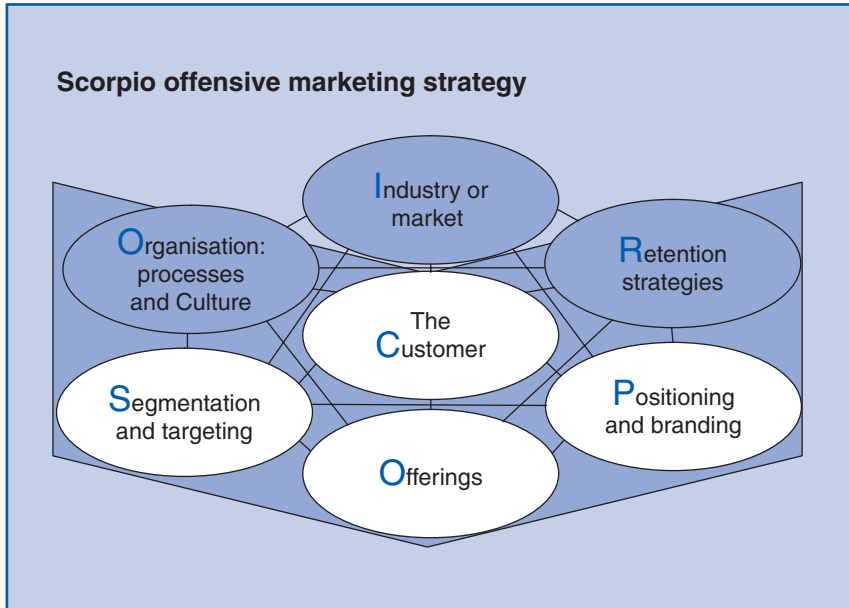 Scorpio offensive marketing strategy
Industry or
market
Organisation:
processes
and Culture
Retention
strategies
The
Customer
Segmentation
and targeting
Positioning
and branding
Offerings